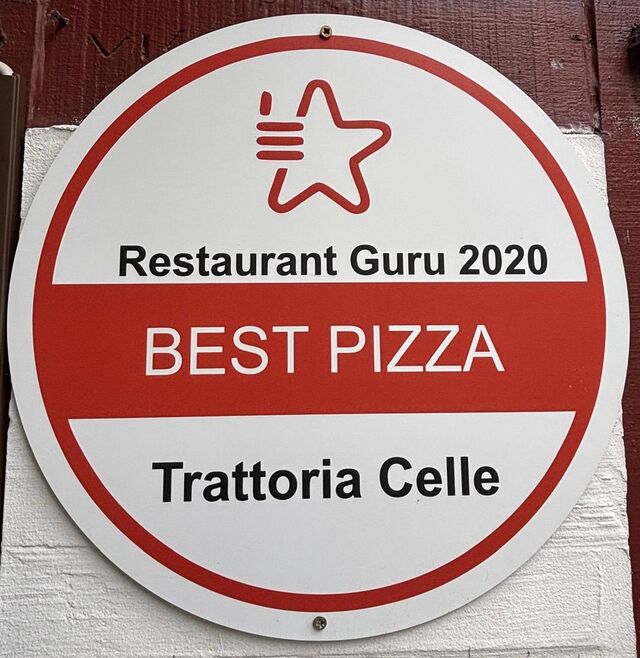 Restaurant Guru 2020
BEST PIZZA
Trattoria Celle